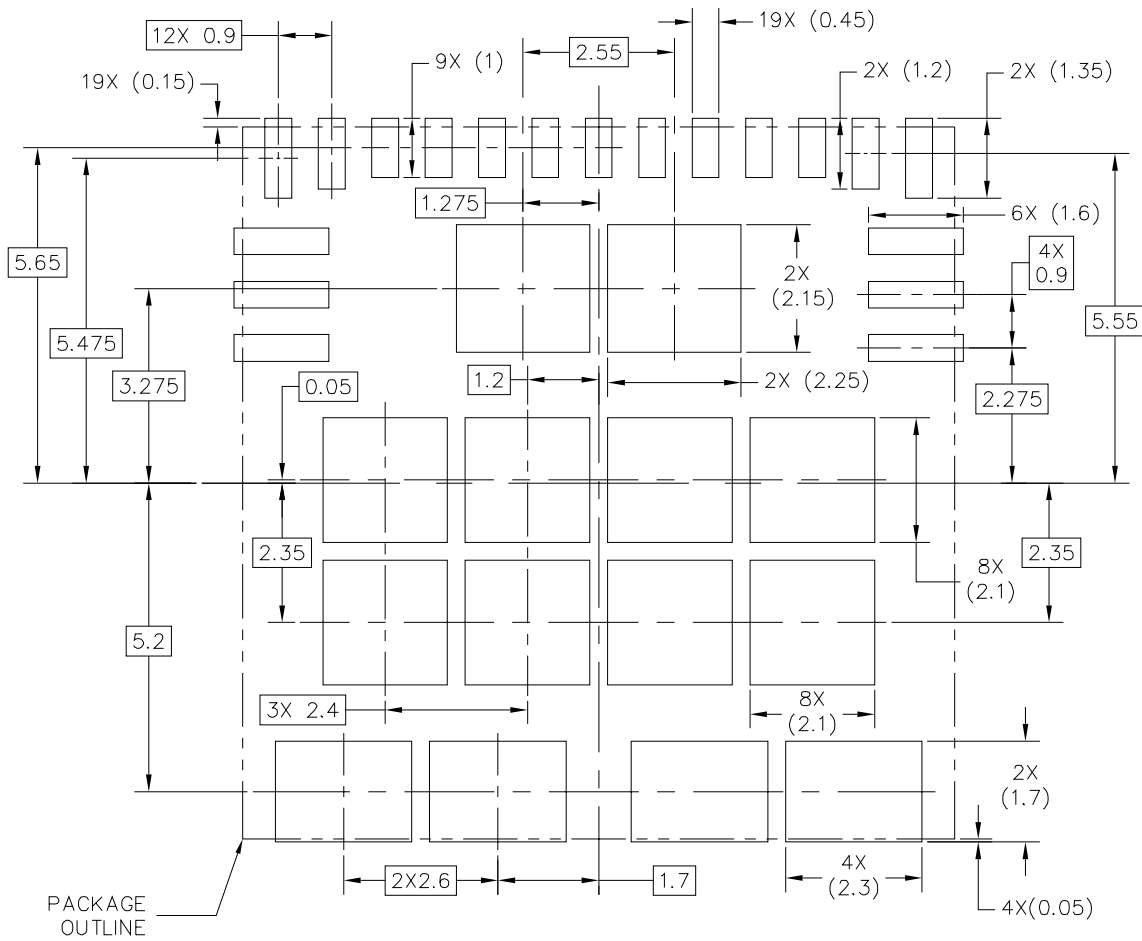 19X (0.45)
12X 0.9
2.55
9X (1)
2X (1.2)
2X (1.35)
19X (0.15)
1.275
6X (1.6)
5.65
4X
0.9
2X
(2.15)
5.55
5.475
3.275
0.05
1.2
2X (2.25)
2.275
2.35
2.35
8X
(2.1)
5.2
3X 2.4
8X
(2.1)
2X
(1.7)
2X2.6
1.7
4X
(2.3)
4X(0.05)
PACKAGE
OUTLINE